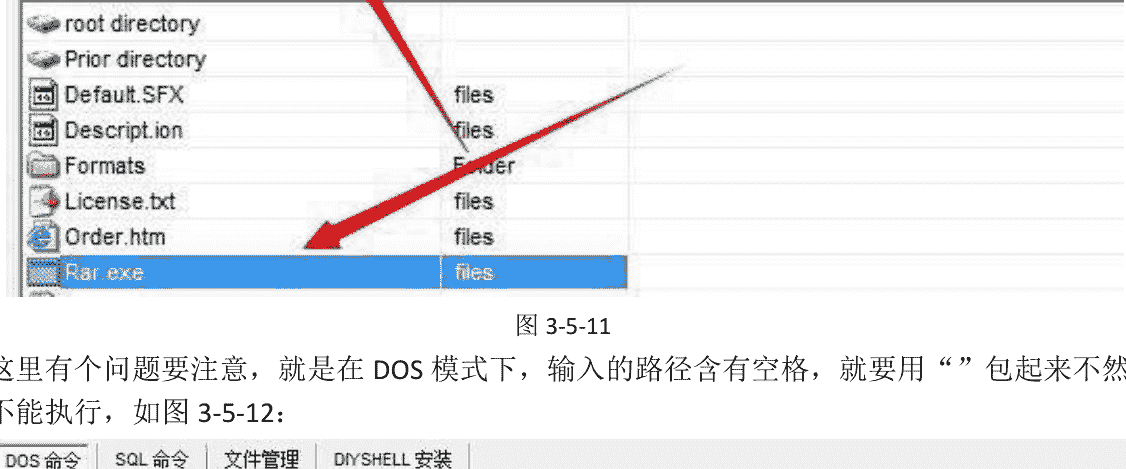 root directory
Prior directory
Default.SFX files
Descript.ion files
Formats Folder
License.txt files
Order.htm files
Rar.exe files
图 3-5-11
这里有个问题要注意，就是在 DOS 模式下，输入的路径含有空格，就要用“”包起来不然
不能执行，如图 3-5-12：
DOS 命令 SQL 命令 文件管理 DIYSHELL 安装